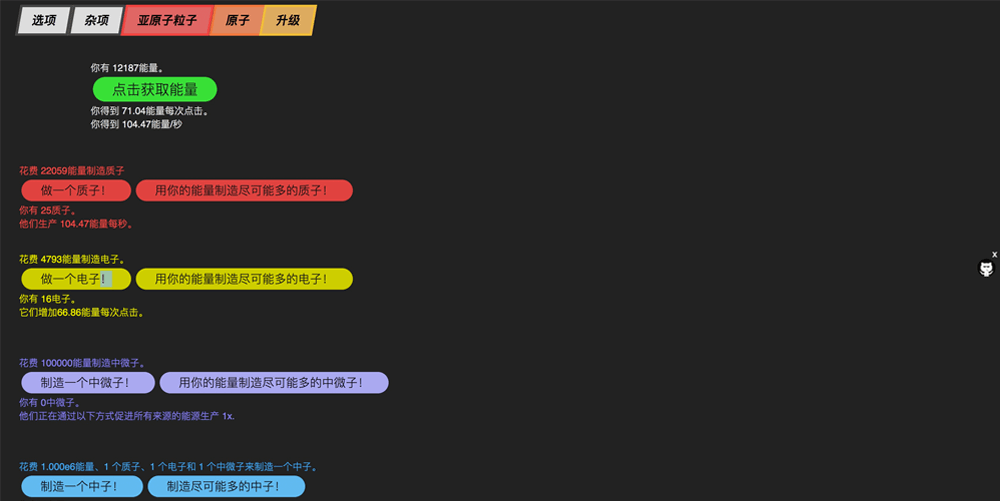 选项 杂项 亚原子粒子 原子 升级
你有 12187能量。
点击获取能量
你得到 71.04能量每次点击。
你得到 104.47能量/秒
花费 22059能量制造质子
做一个质子！ 用你的能量制造尽可能多的质子！
你有 25质子。
他们生产 104.47能量每秒。
花费 4793能量制造电子。
做一个电子！ 用你的能量制造尽可能多的电子！
x
你有 16电子。
它们增加66.86能量每次点击。
花费 100000能量制造中微子。
制造一个中微子！ 用你的能量制造尽可能多的中微子！
你有 0中微子。
他们正在通过以下方式促进所有来源的能源生产 1x.
花费 1.000e6能量、1 个质子、1 个电子和 1 个中微子来制造一个中子。
制造一个中子！ 制造尽可能多的中子！